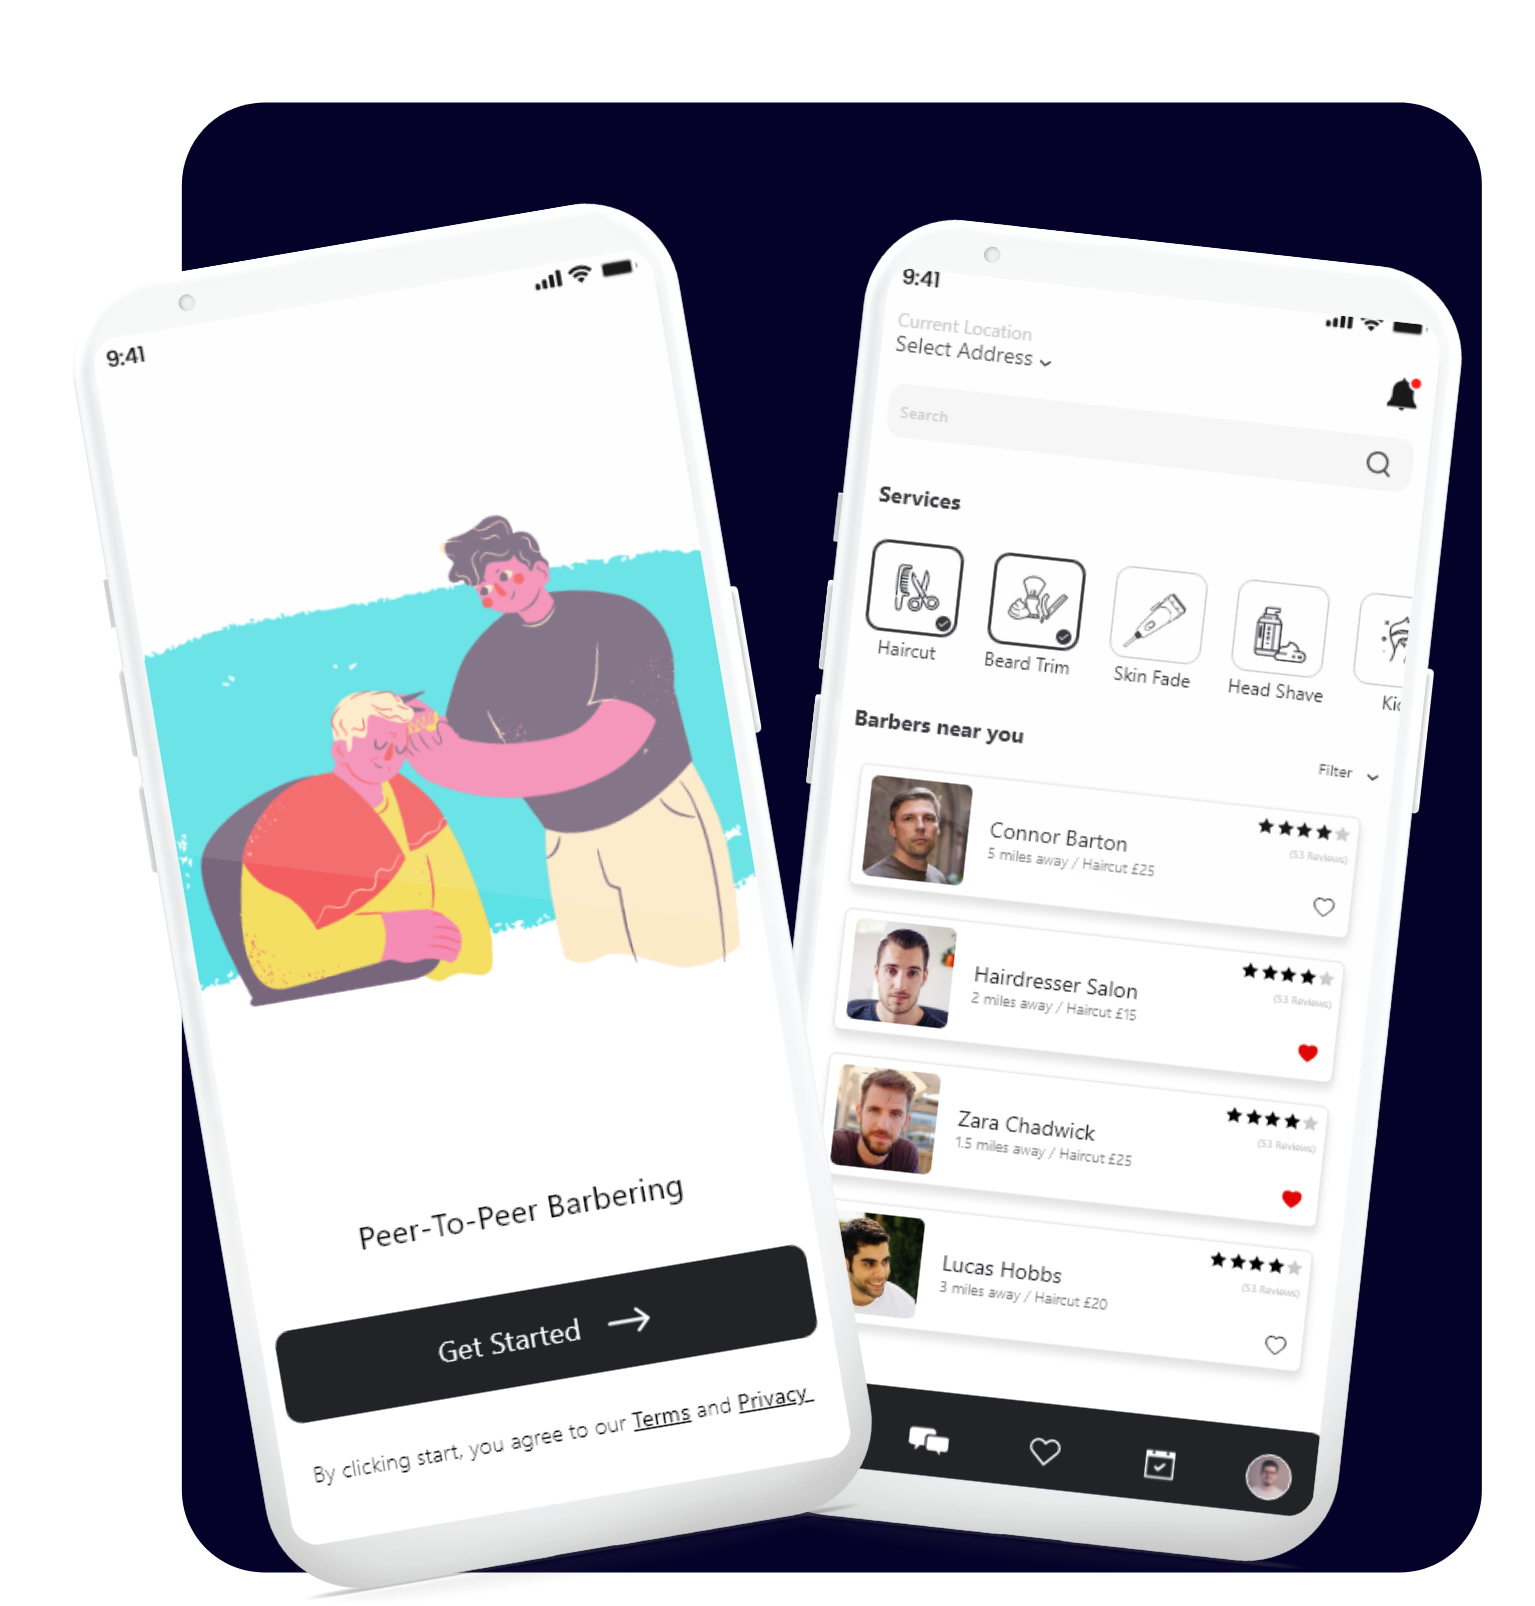 9:41
Peer-To-Peer Barbering
Get Started
By clicking start, you agree to our Terms and Privacy
9:41
Current Location
Select Address
Search
Services
Haircut
Beard Trim
Skin Fade
Head Shave
Kid
Barbers near you
Filter
Connor Barton
5 miles away / Haircut £25
(53 Reviews)
Hairdresser Salon
2 miles away / Haircut £15
(53 Reviews)
Zara Chadwick
1.5 miles away / Haircut £25
(53 Reviews)
Lucas Hobbs
3 miles away / Haircut £20
(53 Reviews)